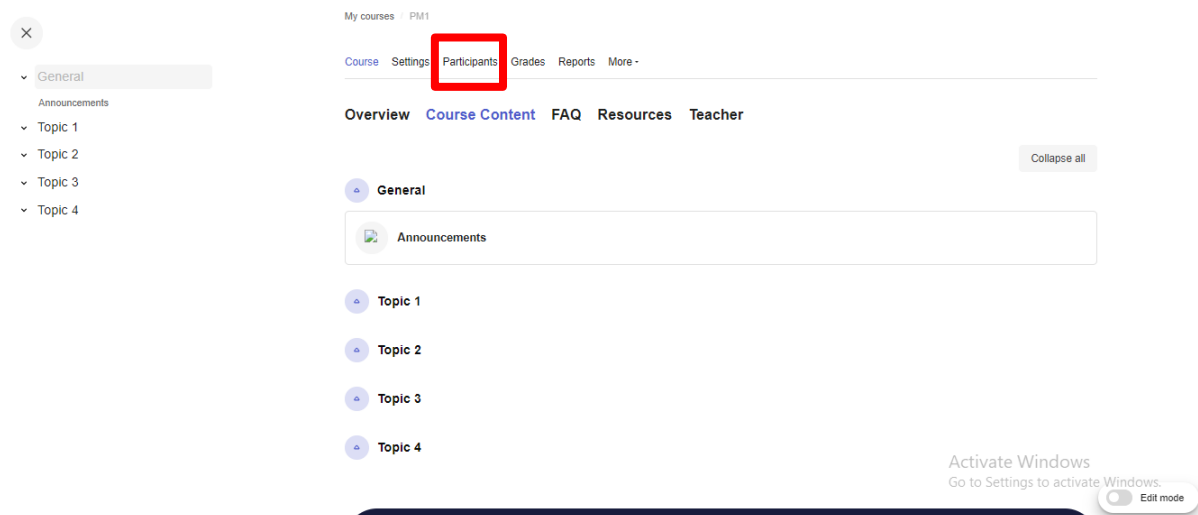 My courses / PM1
Course Settings Participants Grades Reports More
General
Announcements
Topic 1
Topic 2
Topic 3
Topic 4
Overview Course Content FAQ Resources Teacher
Collapse all
General
Announcements
Topic 1
Topic 2
Topic 3
Topic 4
Activate Windows
Go to Settings to activate Windows.
Edit mode